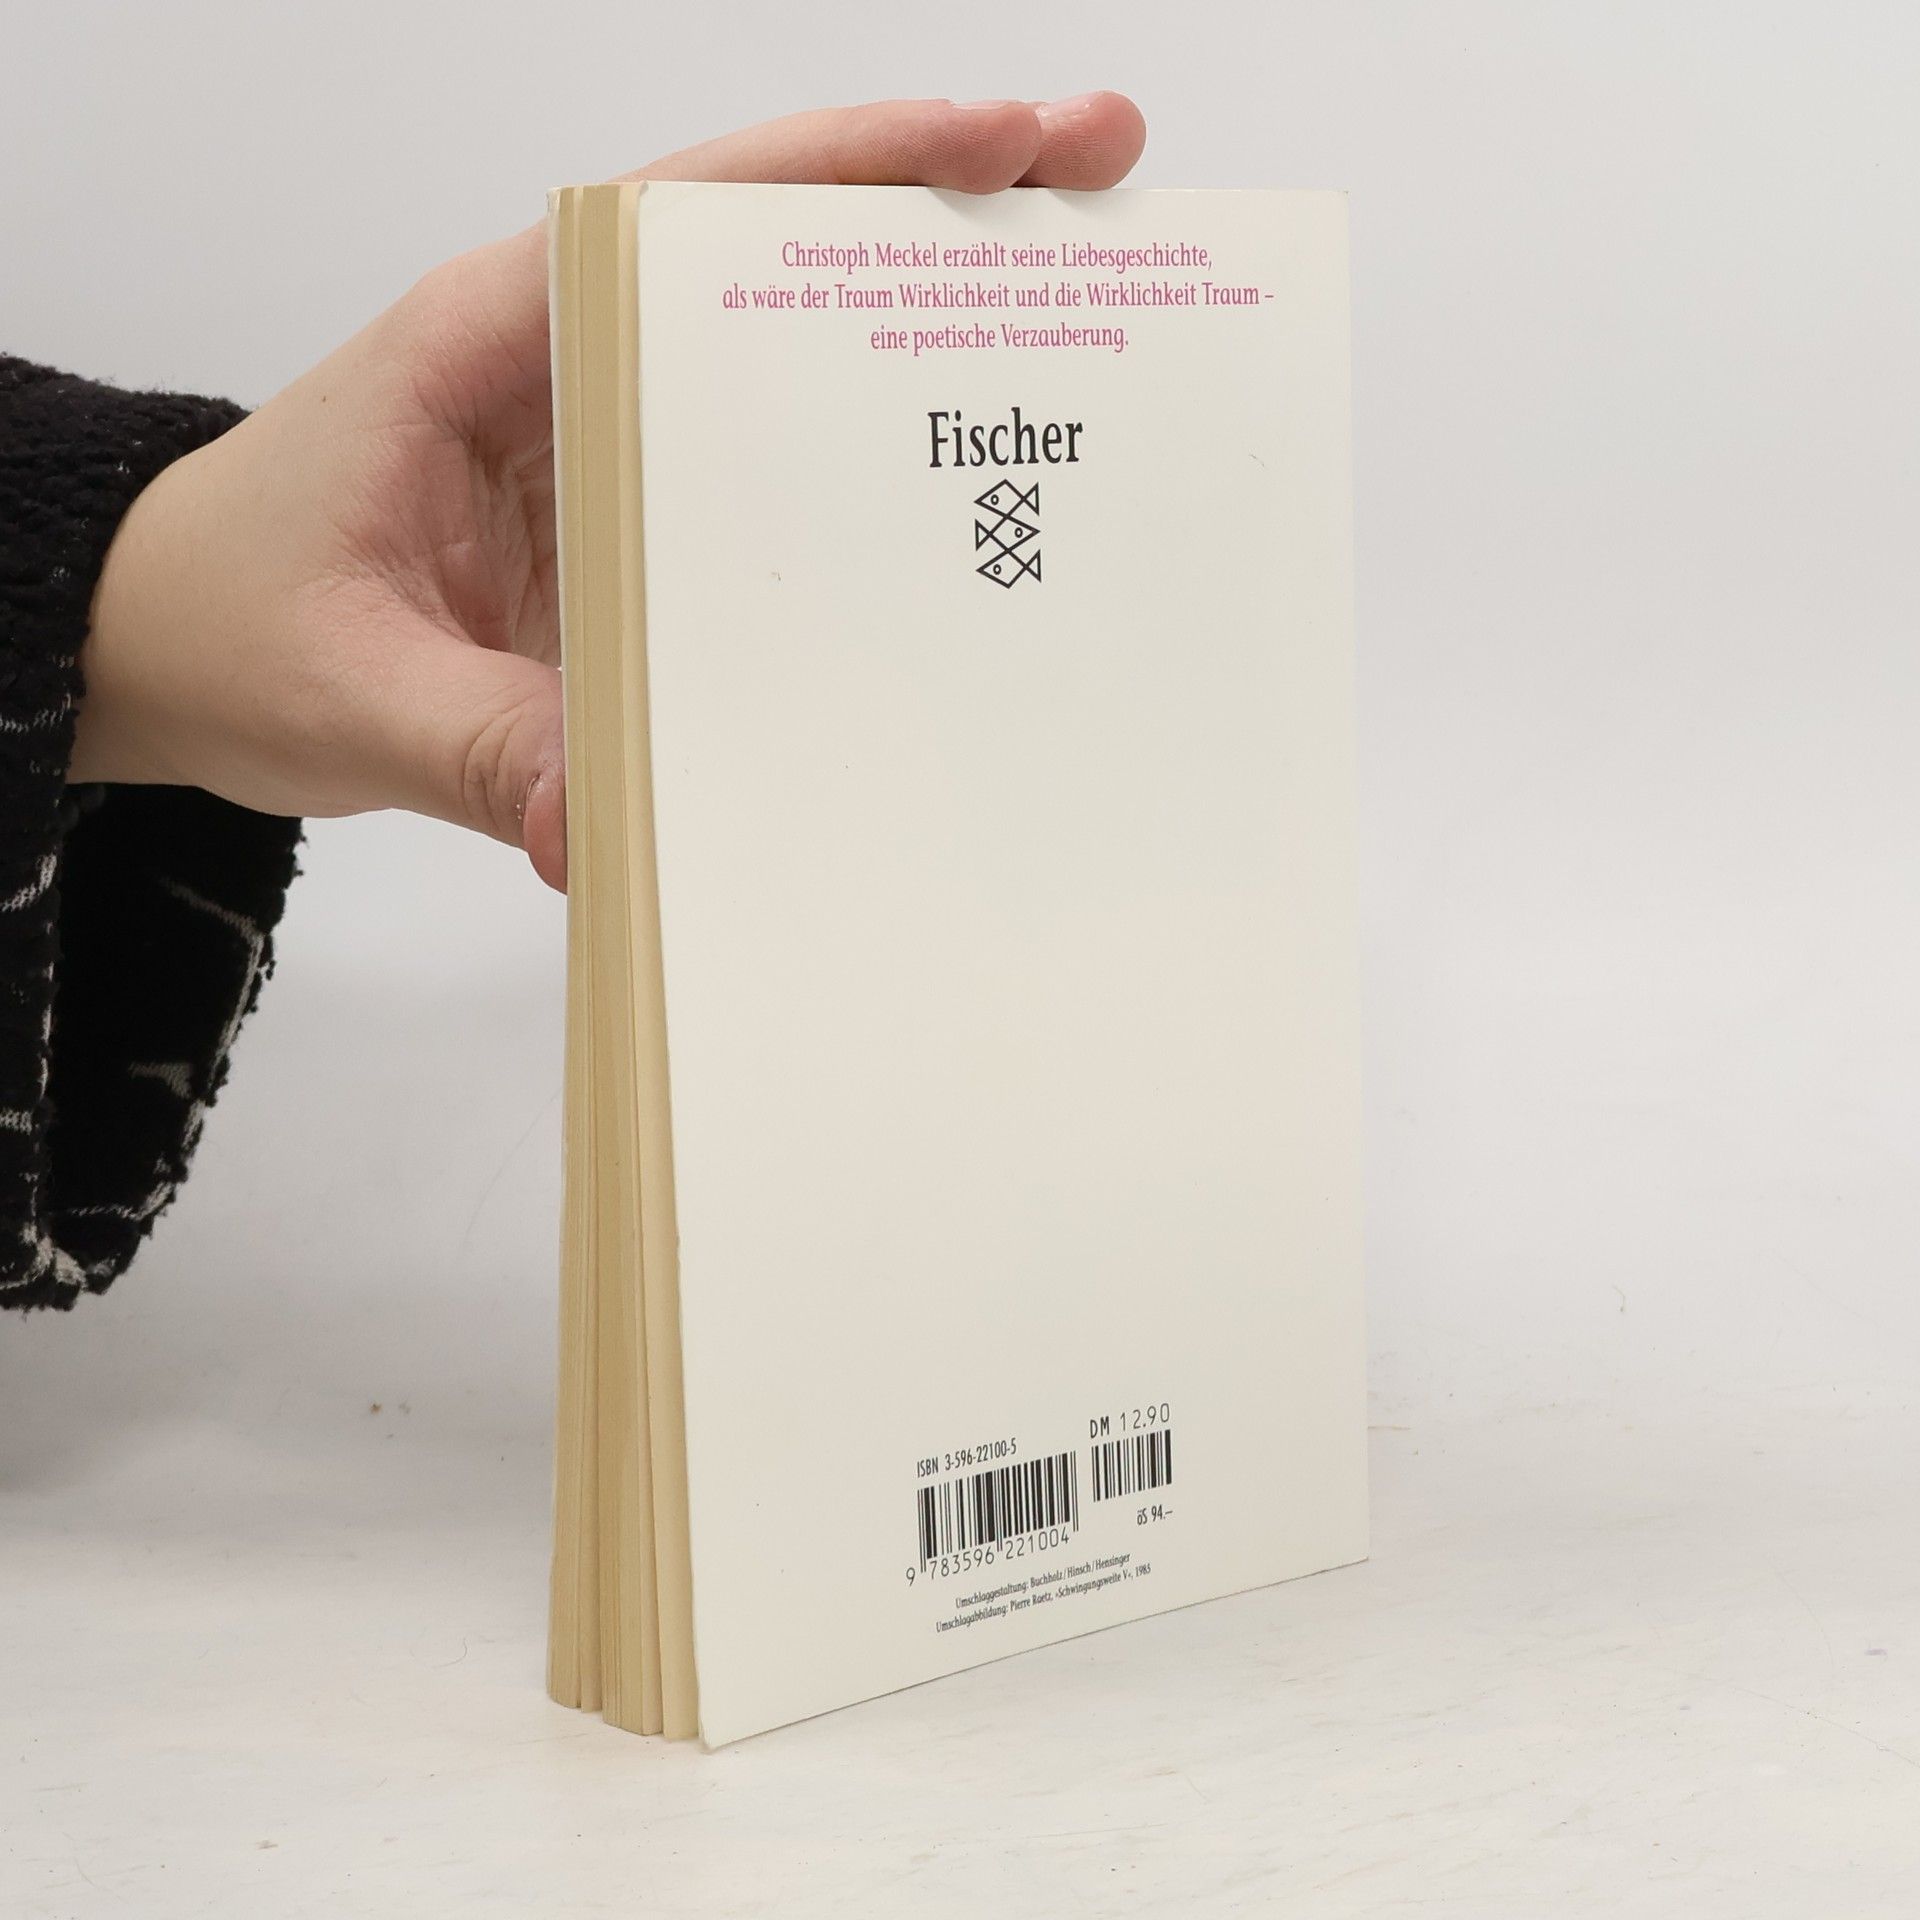 Christoph Meckel erzählt seine Liebesgeschichte,
als wäre der Traum Wirklichkeit und die Wirklichkeit Traum –
eine poetische Verzauberung.
Fischer
DM 12.90
ISBN 3-596-22100-5
öS 94.–
9 783596 221004
Umschlaggestaltung: Buchholz / Hinsch / Hensinger
Umschlagabbildung: Pierre Raetz, »Schwingungsweite V«, 1985